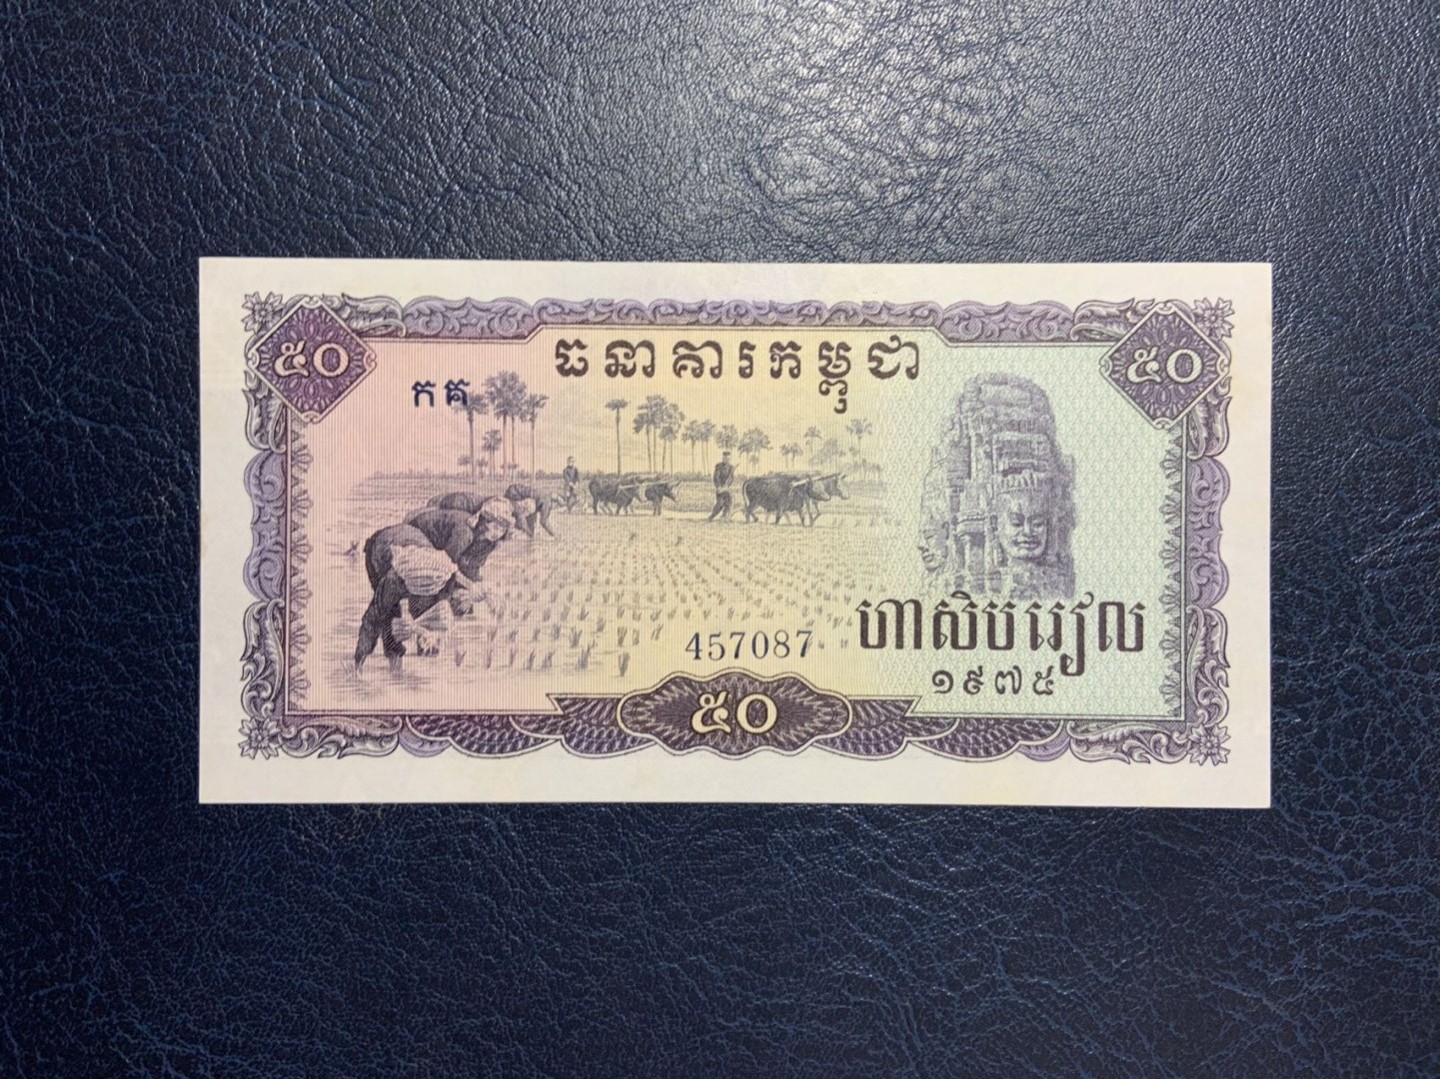 ៥០
៥០
ធនាគារកម្ពុជា
កគ
457087
ហាសិបរៀល
១៩៧៥
៥០